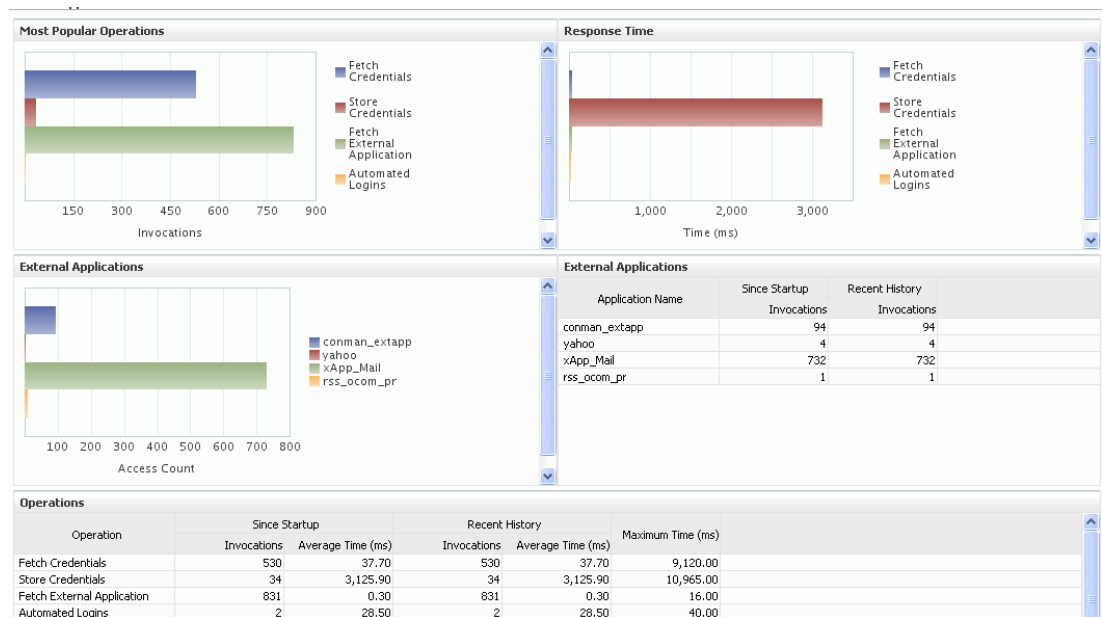 Most Popular Operations
Fetch
Credentials
Store
Credentials
Fetch
External
Application
Automated
Logins
150 300 450 600 750 900
Invocations
Response Time
Fetch
Credentials
Store
Credentials
Fetch
External
Application
Automated
Logins
1,000 2,000 3,000
Time (ms)
External Applications
conman_extapp
yahoo
xApp_Mail
rss_ocom_pr
100 200 300 400 500 600 700 800
Access Count
External Applications
Application Name Since Startup Recent History
Invocations Invocations
conman_extapp 94 94
yahoo 4 4
xApp_Mail 732 732
rss_ocom_pr 1 1
Operations
Operation Since Startup Recent History Maximum Time (ms)
Invocations Average Time (ms) Invocations Average Time (ms)
Fetch Credentials 530 37.70 530 37.70 9,120.00
Store Credentials 34 3,125.90 34 3,125.90 10,965.00
Fetch External Application 831 0.30 831 0.30 16.00
Automated Logins 2 28.50 2 28.50 40.00